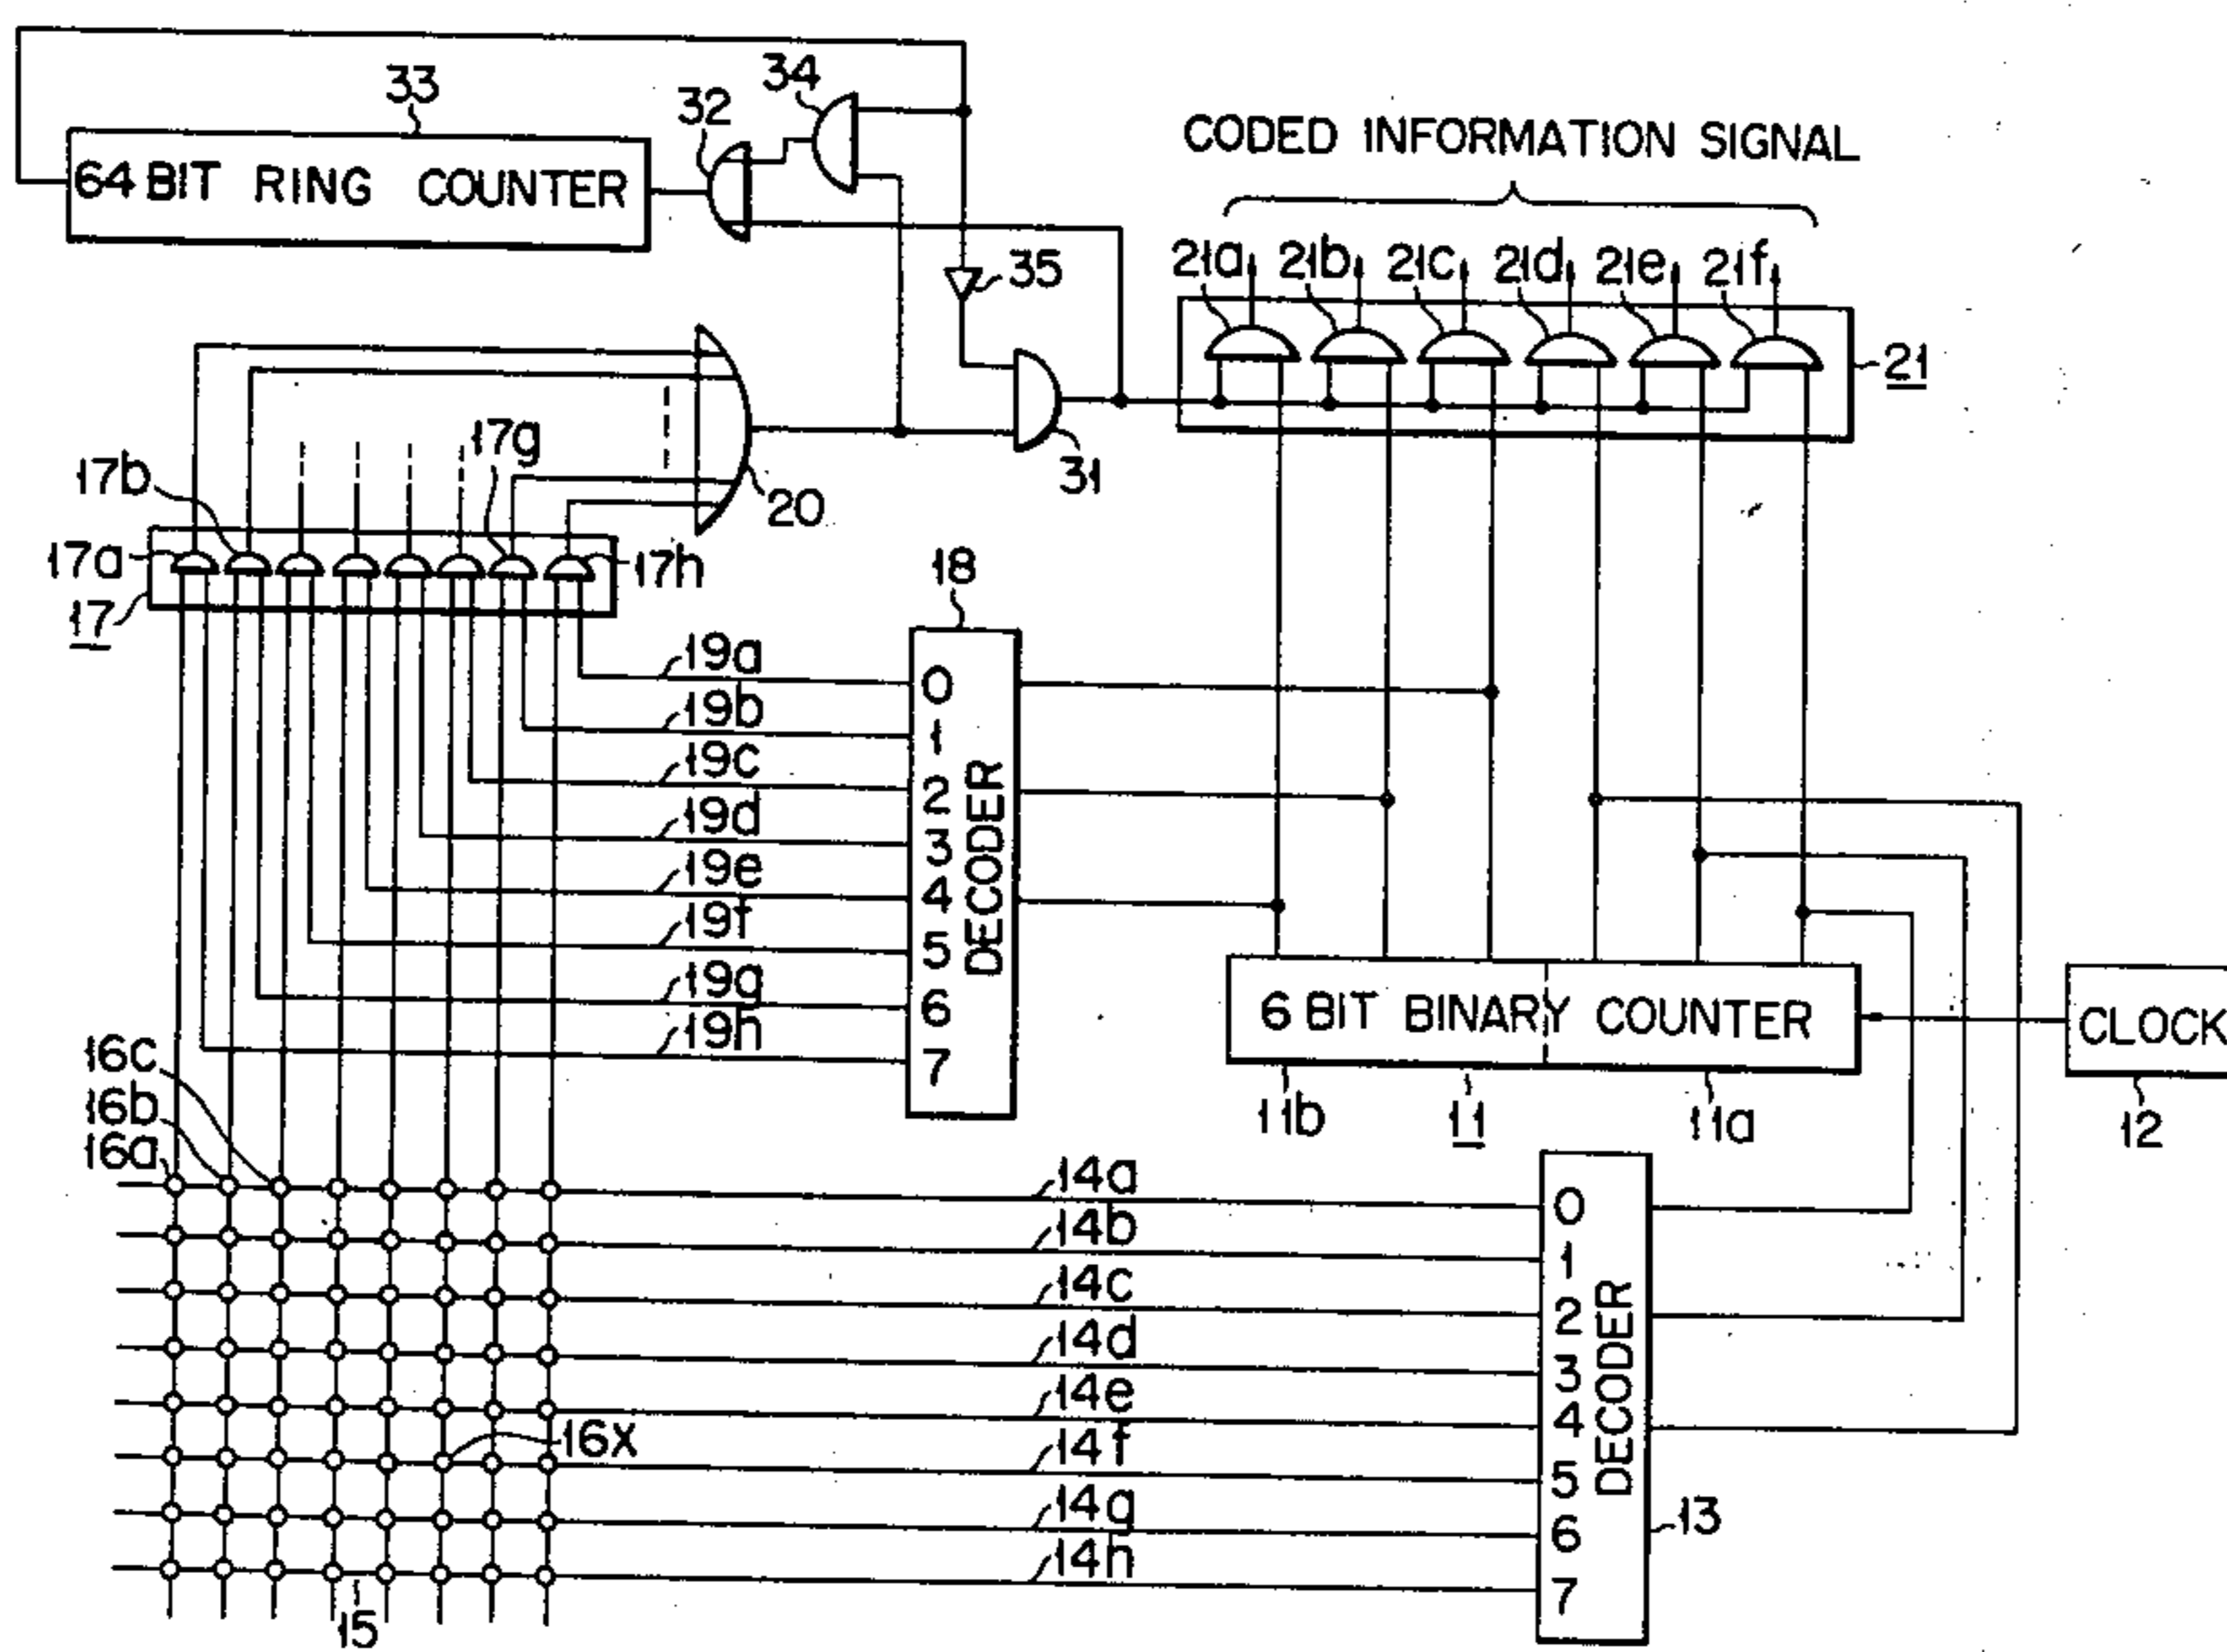 33
34
32
64 BIT RING COUNTER
CODED INFORMATION SIGNAL
35
21a 21b 21c 21d 21e 21f
21
31
20
17b
17g
17a
17h
17
18
19a
19b
19c
19d
19e
19f
19g
19h
0
1
2
3
4
5
6
7
DECODER
6 BIT BINARY COUNTER
11b
11
11a
CLOCK
12
16c
16b
16a
14a
14b
14c
14d
14e
14f
14g
14h
16X
15
0
1
2
3
4
5
6
7
DECODER
13